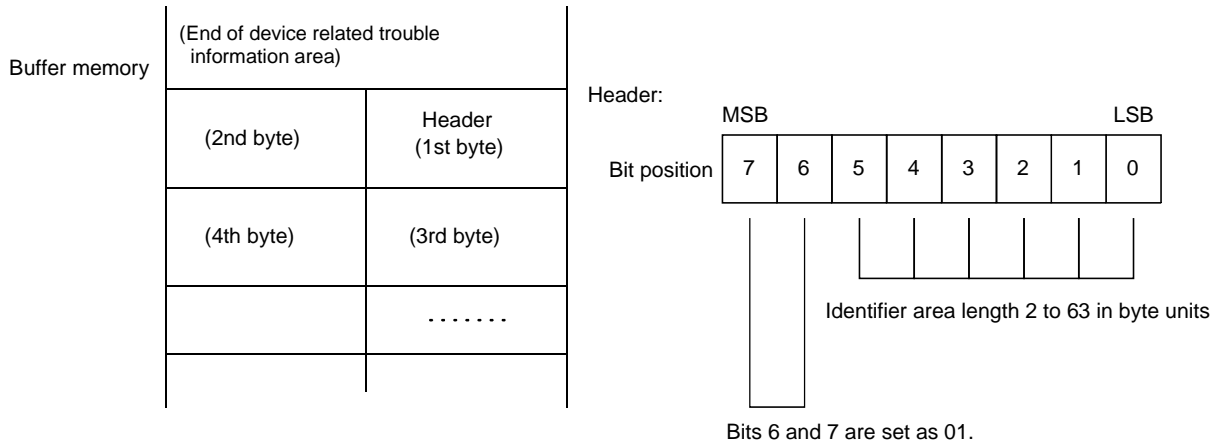 (End of device related trouble
information area)
Buffer memory
(2nd byte)
Header
(1st byte)
(4th byte)
(3rd byte)
.......
Header:
MSB
LSB
Bit position
7 6 5 4 3 2 1 0
Identifier area length 2 to 63 in byte units
Bits 6 and 7 are set as 01.